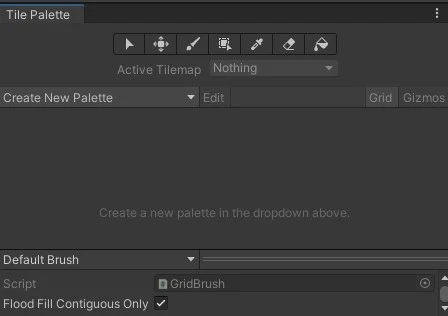 Tile Palette
Active Tilemap Nothing
Create New Palette Edit Grid Gizmos
Create a new palette in the dropdown above.
Default Brush
Script GridBrush
Flood Fill Contiguous Only